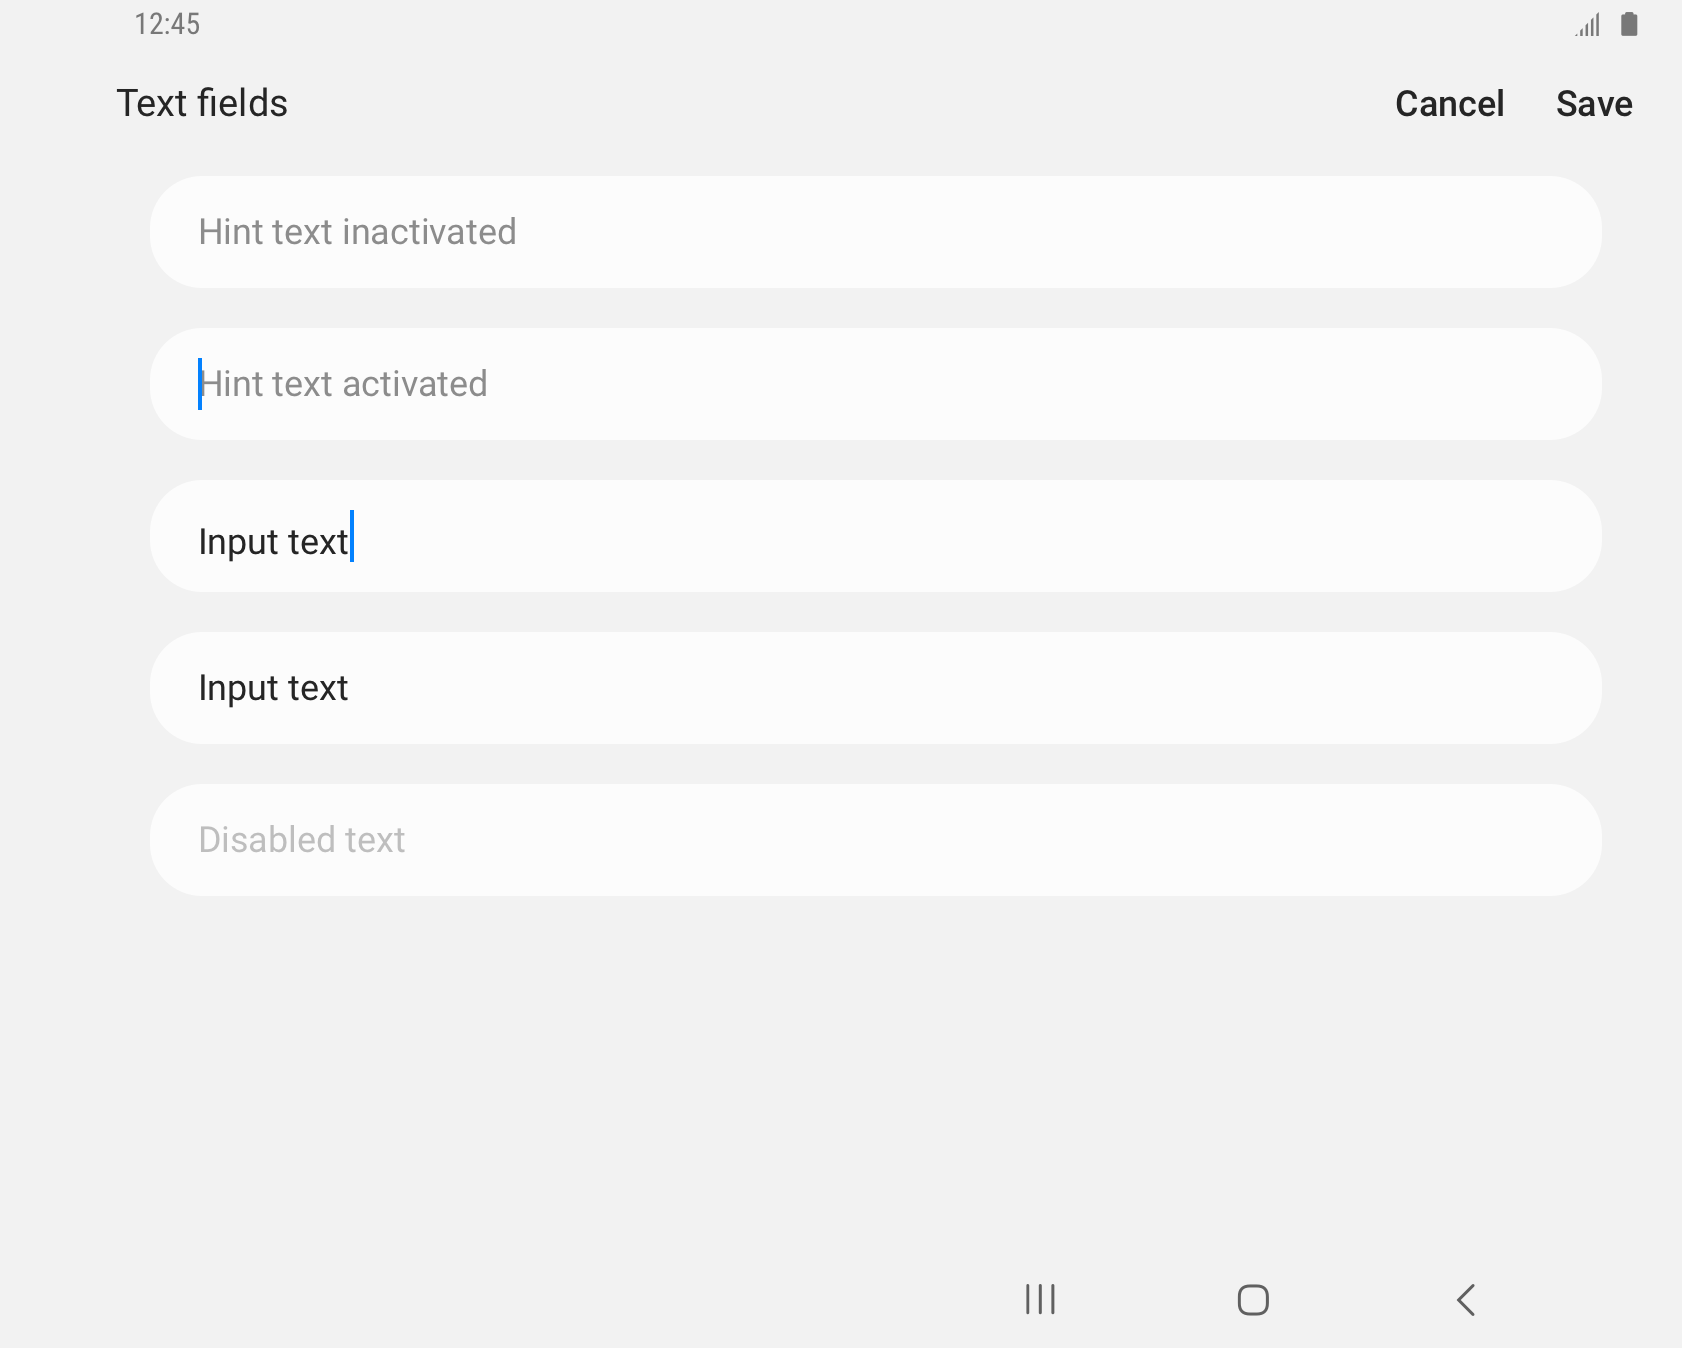 12:45
Text fields
Cancel Save
Hint text inactivated
Hint text activated
Input text
Input text
Disabled text